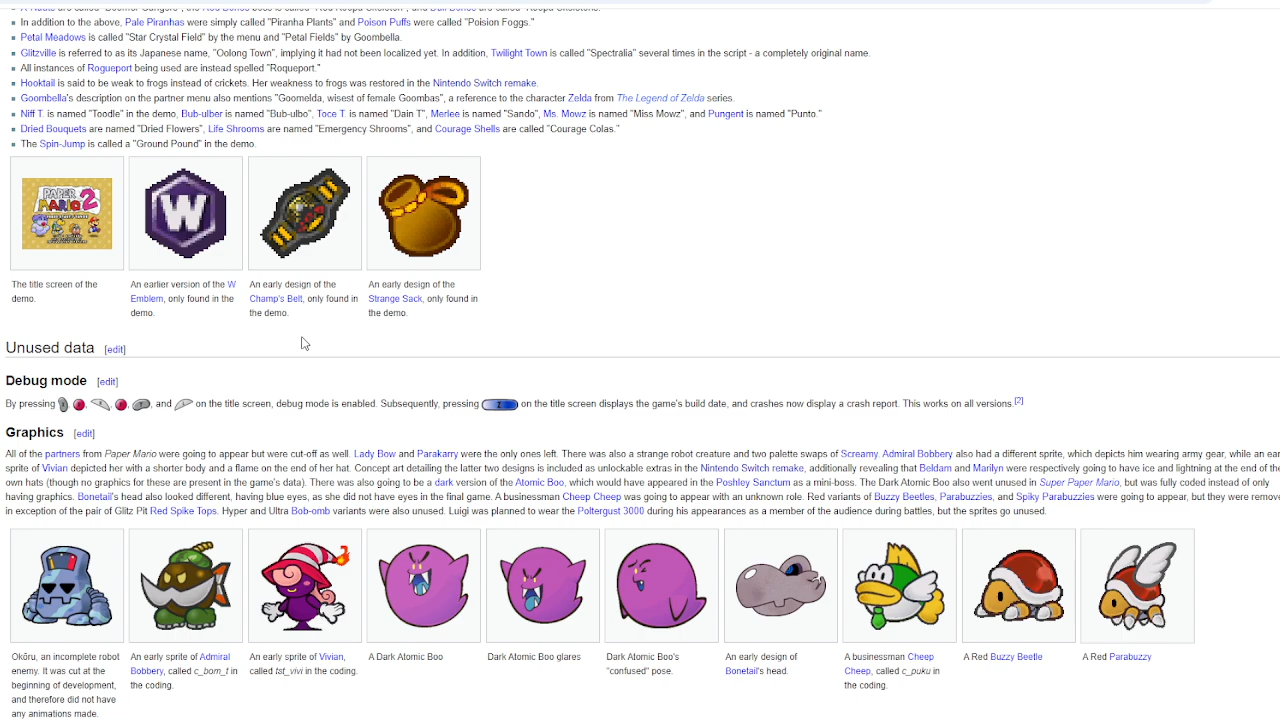 In addition to the above, Pale Piranhas were simply called "Piranha Plants" and Poison Puffs were called "Poision Foggs."
Petal Meadows is called "Star Crystal Field" by the menu and "Petal Fields" by Goombella.
Glitzville is referred to as its Japanese name, "Oolong Town", implying it had not been localized yet. In addition, Twilight Town is called "Spectralia" several times in the script - a completely original name.
All instances of Rogueport being used are instead spelled "Roqueport."
Hooktail is said to be weak to frogs instead of crickets. Her weakness to frogs was restored in the Nintendo Switch remake.
Goombella's description on the partner menu also mentions "Goomelda, wisest of female Goombas", a reference to the character Zelda from The Legend of Zelda series.
Niff T. is named "Toodle" in the demo, Bub-ulber is named "Bub-ulbo", Toce T. is named "Dain T", Merlee is named "Sando", Ms. Mowz is named "Miss Mowz", and Pungent is named "Punto."
Dried Bouquets are named "Dried Flowers", Life Shrooms are named "Emergency Shrooms", and Courage Shells are called "Courage Colas."
The Spin-Jump is called a "Ground Pound" in the demo.
PAPER MARIO 2
W
The title screen of the demo.
An earlier version of the W Emblem, only found in the demo.
An early design of the Champ's Belt, only found in the demo.
An early design of the Strange Sack, only found in the demo.
Unused data [edit]
Debug mode [edit]
By pressing , , , , , and on the title screen, debug mode is enabled. Subsequently, pressing Z on the title screen displays the game's build date, and crashes now display a crash report. This works on all versions.[2]
Graphics [edit]
All of the partners from Paper Mario were going to appear but were cut-off as well. Lady Bow and Parakarry were the only ones left. There was also a strange robot creature and two palette swaps of Screamy. Admiral Bobbery also had a different sprite, which depicts him wearing army gear, while an ear
sprite of Vivian depicted her with a shorter body and a flame on the end of her hat. Concept art detailing the latter two designs is included as unlockable extras in the Nintendo Switch remake, additionally revealing that Beldam and Marilyn were respectively going to have ice and lightning at the end of the
own hats (though no graphics for these are present in the game's data). There was also going to be a dark version of the Atomic Boo, which would have appeared in the Poshley Sanctum as a mini-boss. The Dark Atomic Boo also went unused in Super Paper Mario, but was fully coded instead of only
having graphics. Bonetail's head also looked different, having blue eyes, as she did not have eyes in the final game. A businessman Cheep Cheep was going to appear with an unknown role. Red variants of Buzzy Beetles, Parabuzzies, and Spiky Parabuzzies were going to appear, but they were remove
in exception of the pair of Glitz Pit Red Spike Tops. Hyper and Ultra Bob-omb variants were also unused. Luigi was planned to wear the Poltergust 3000 during his appearances as a member of the audience during battles, but the sprites go unused.
Okōru, an incomplete robot enemy. It was cut at the beginning of development, and therefore did not have any animations made.
An early sprite of Admiral Bobbery, called c_bom_t in the coding.
An early sprite of Vivian, called tst_vivi in the coding.
A Dark Atomic Boo
Dark Atomic Boo glares
Dark Atomic Boo's "confused" pose.
An early design of Bonetail's head.
A businessman Cheep Cheep, called c_puku in the coding.
A Red Buzzy Beetle
A Red Parabuzzy